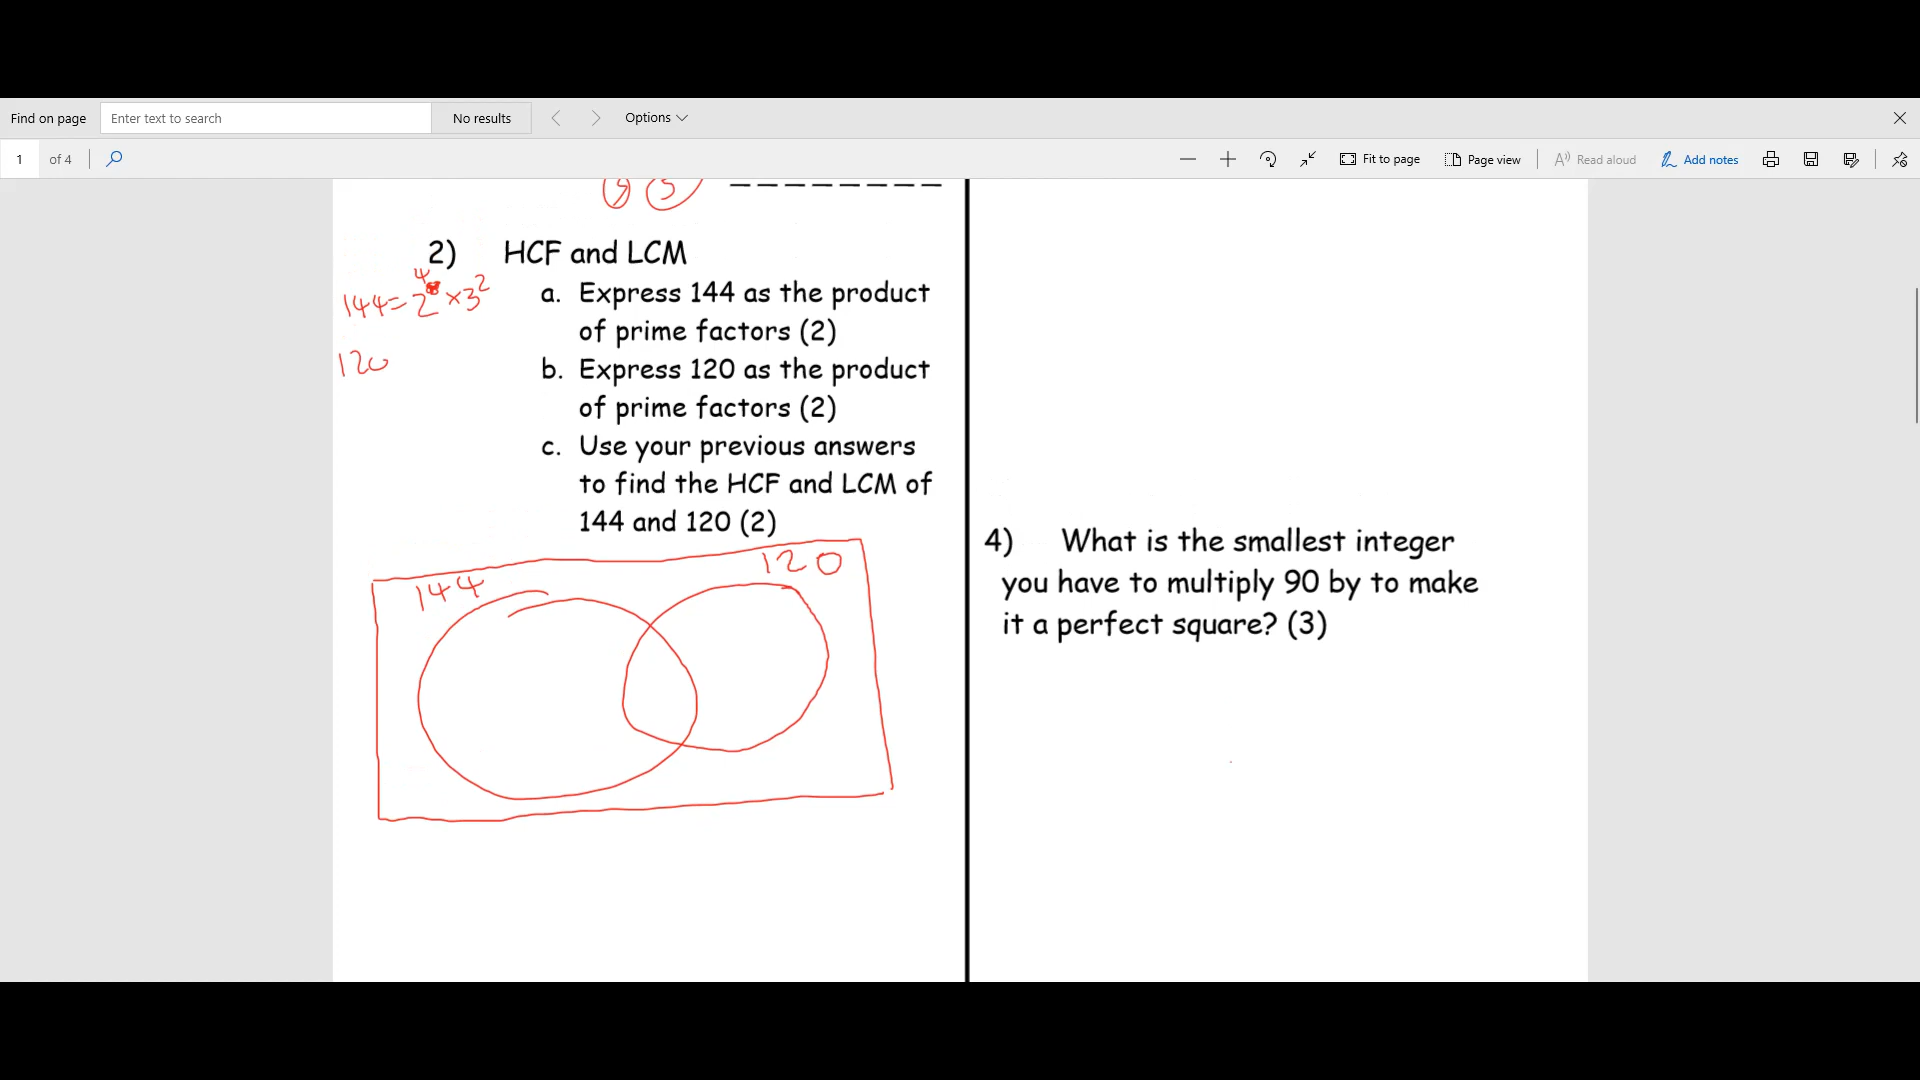 Find on page Enter text to search No results Options
1 of 4 Fit to page Page view Read aloud Add notes
2) HCF and LCM
144 = 2⁴ × 3²
a. Express 144 as the product
of prime factors (2)
120
b. Express 120 as the product
of prime factors (2)
c. Use your previous answers
to find the HCF and LCM of
144 and 120 (2)
144 120
4) What is the smallest integer
you have to multiply 90 by to make
it a perfect square? (3)